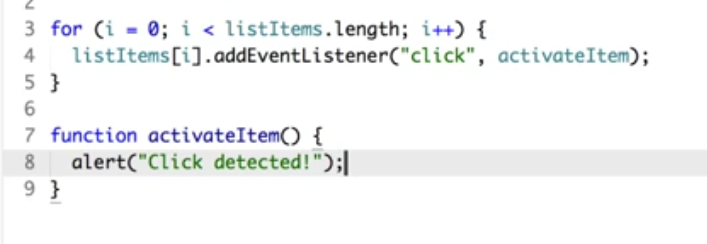 3 for (i = 0; i < listItems.length; i++) {
4   listItems[i].addEventListener("click", activateItem);
5 }
6
7 function activateItem() {
8   alert("Click detected!");
9 }